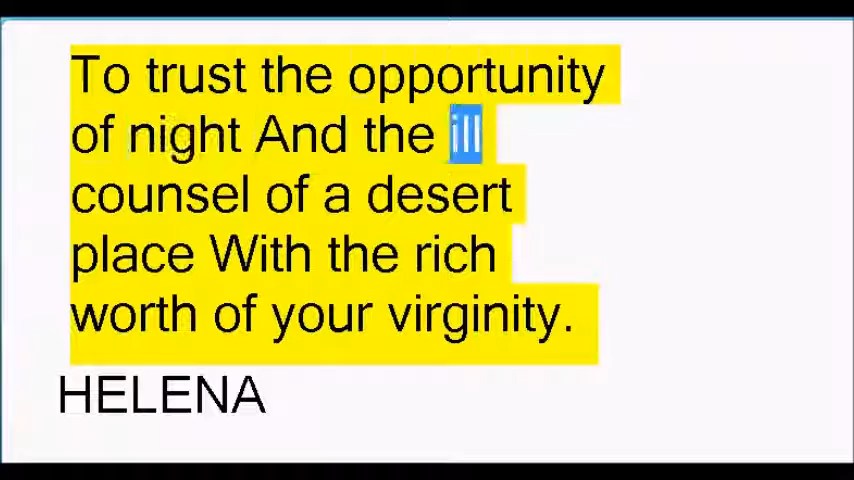 To trust the opportunity
of night And the ill
counsel of a desert
place With the rich
worth of your virginity.
HELENA